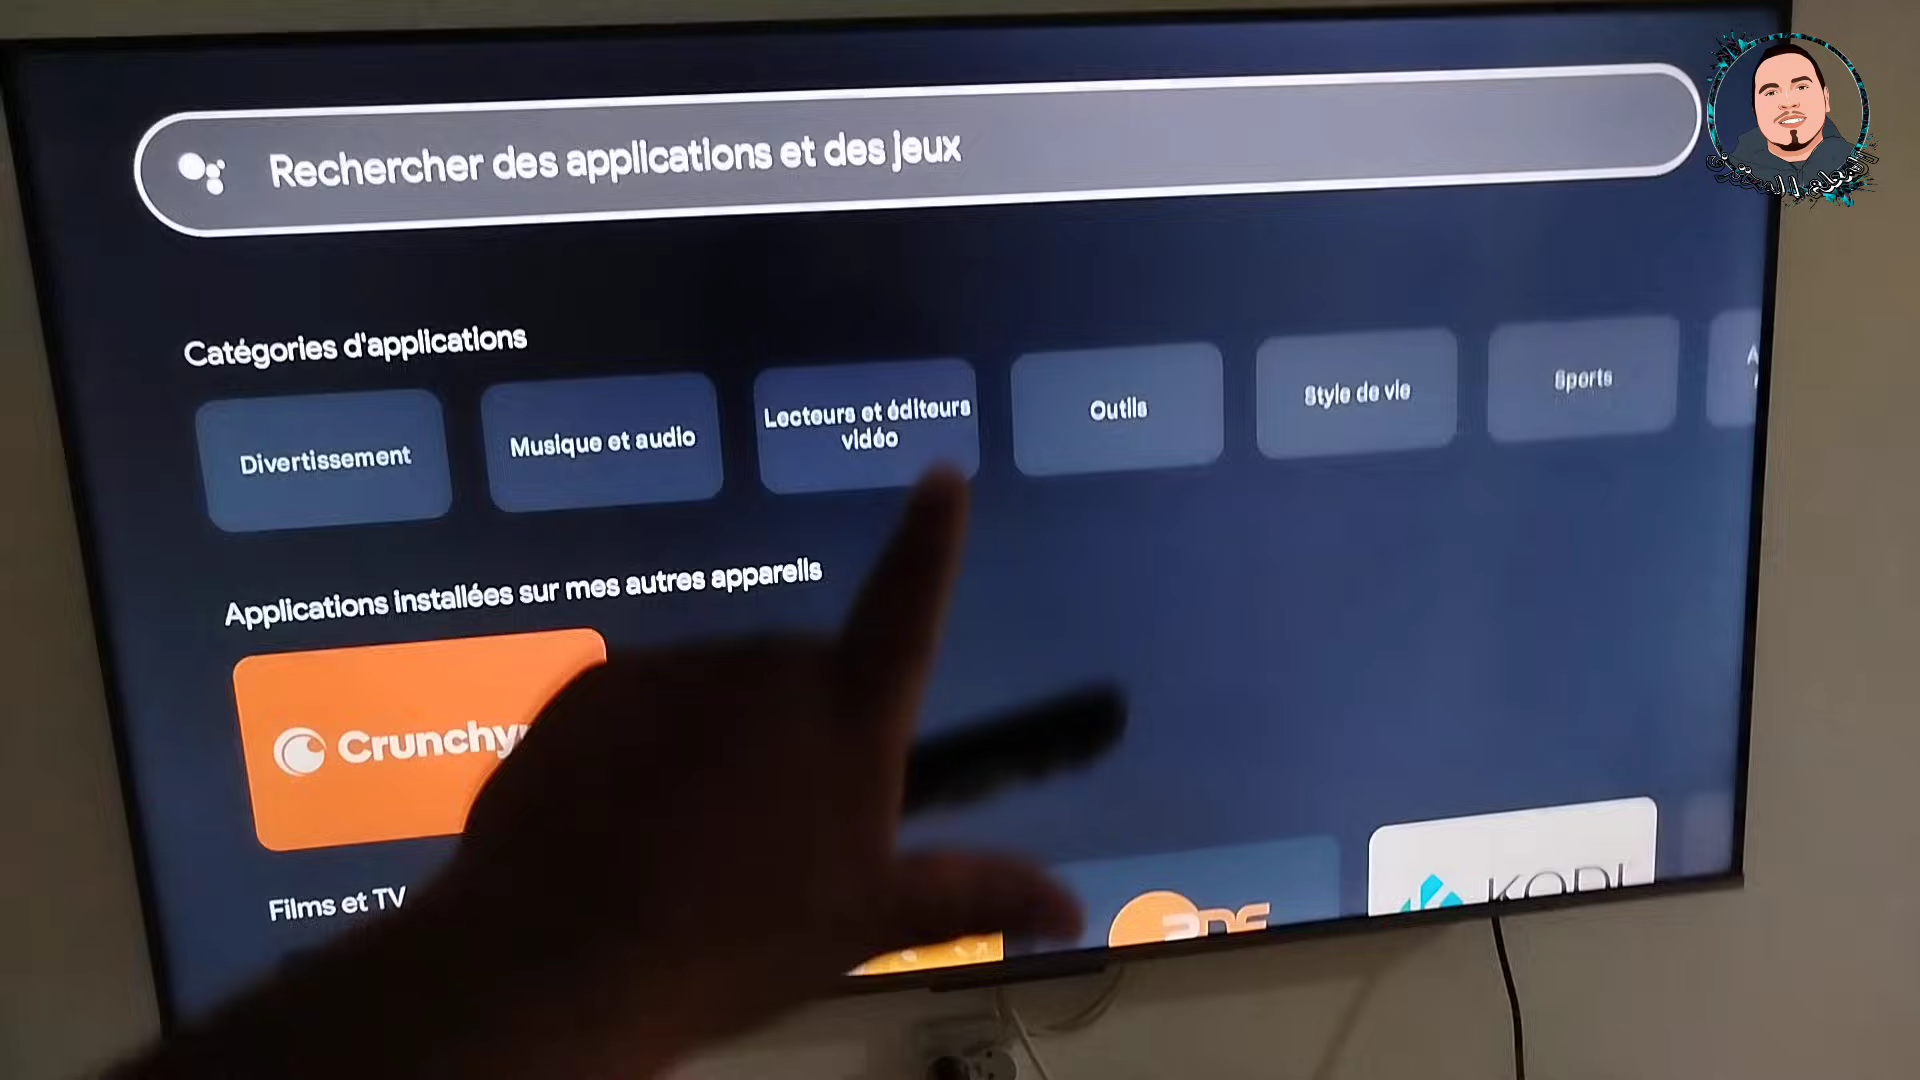 Rechercher des applications et des jeux
Catégories d'applications
Divertissement
Musique et audio
Lecteurs et éditeurs
vidéo
Outils
Style de vie
Sports
Applications installées sur mes autres appareils
Films et TV
KODI